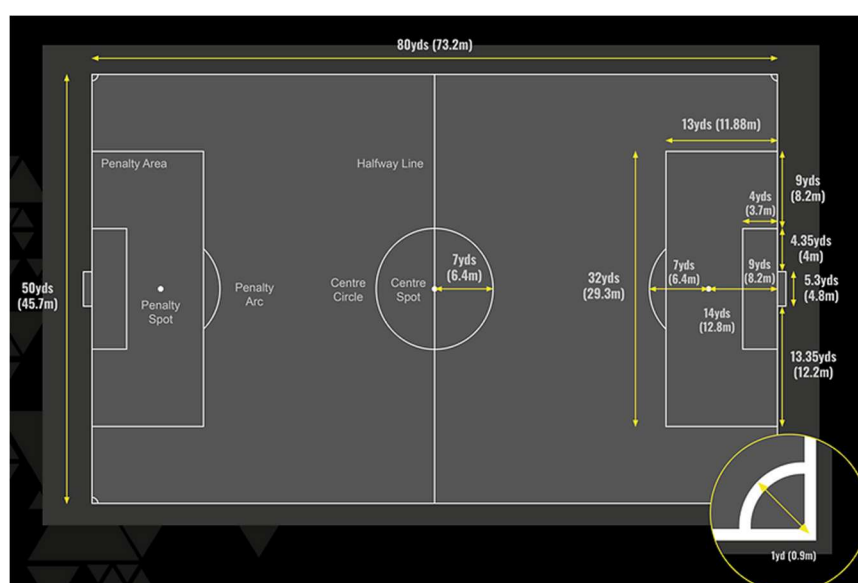 80yds (73.2m)
13yds (11.88m)
Penalty Area
Halfway Line
9yds
(8.2m)
4yds
(3.7m)
4.35yds
(4m)
7yds
(6.4m)
50yds
(45.7m)
Penalty
Spot
Penalty
Arc
Centre
Circle
Centre
Spot
32yds
(29.3m)
7yds
(6.4m)
9yds
(8.2m)
5.3yds
(4.8m)
14yds
(12.8m)
13.35yds
(12.2m)
1yd (0.9m)